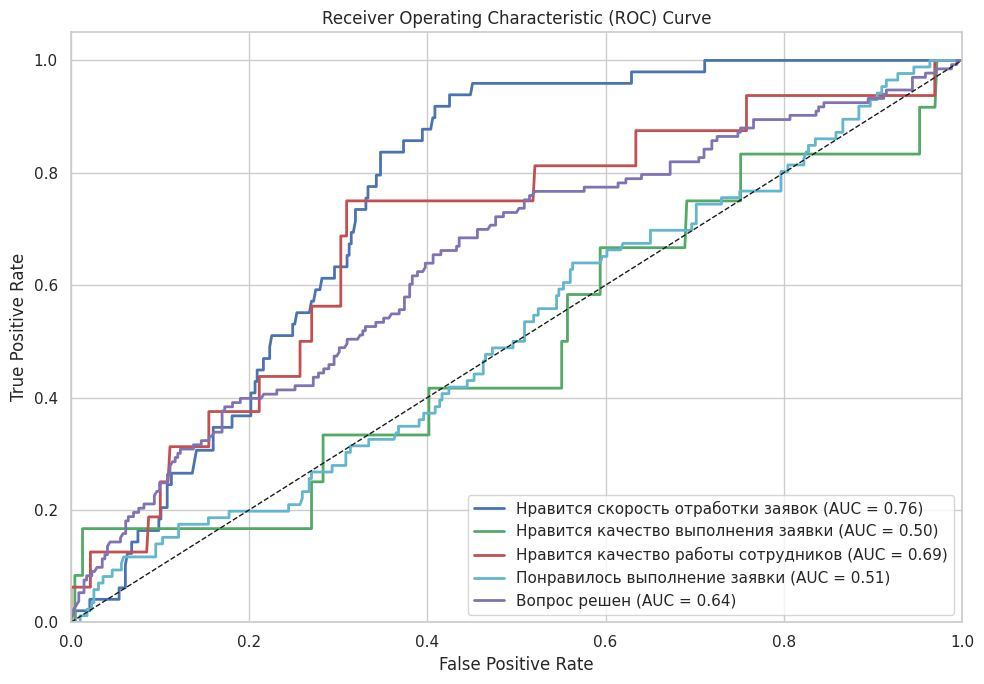 Receiver Operating Characteristic (ROC) Curve
True Positive Rate
1.0
0.8
0.6
0.4
0.2
0.0
Нравится скорость отработки заявок (AUC = 0.76)
Нравится качество выполнения заявки (AUC = 0.50)
Нравится качество работы сотрудников (AUC = 0.69)
Понравилось выполнение заявки (AUC = 0.51)
Вопрос решен (AUC = 0.64)
0.0 0.2 0.4 0.6 0.8 1.0
False Positive Rate